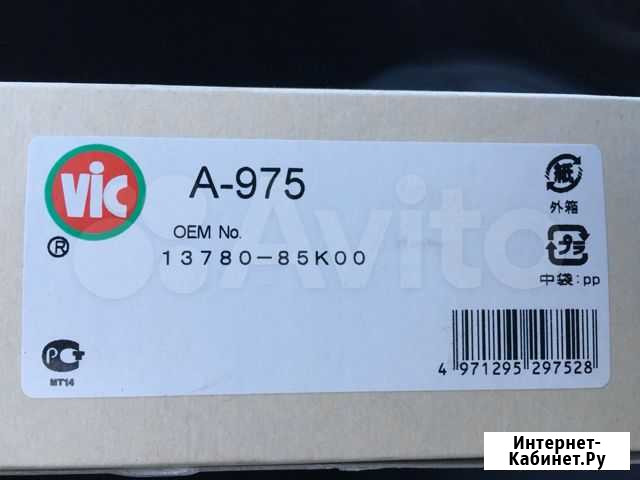 VIC
A-975
®
OEM No.
13780-85K00
紙
外箱
プラ
中袋:pp
РСТ
MT14
4 971295 297528
Avito
Интернет-
Кабинет.Ру